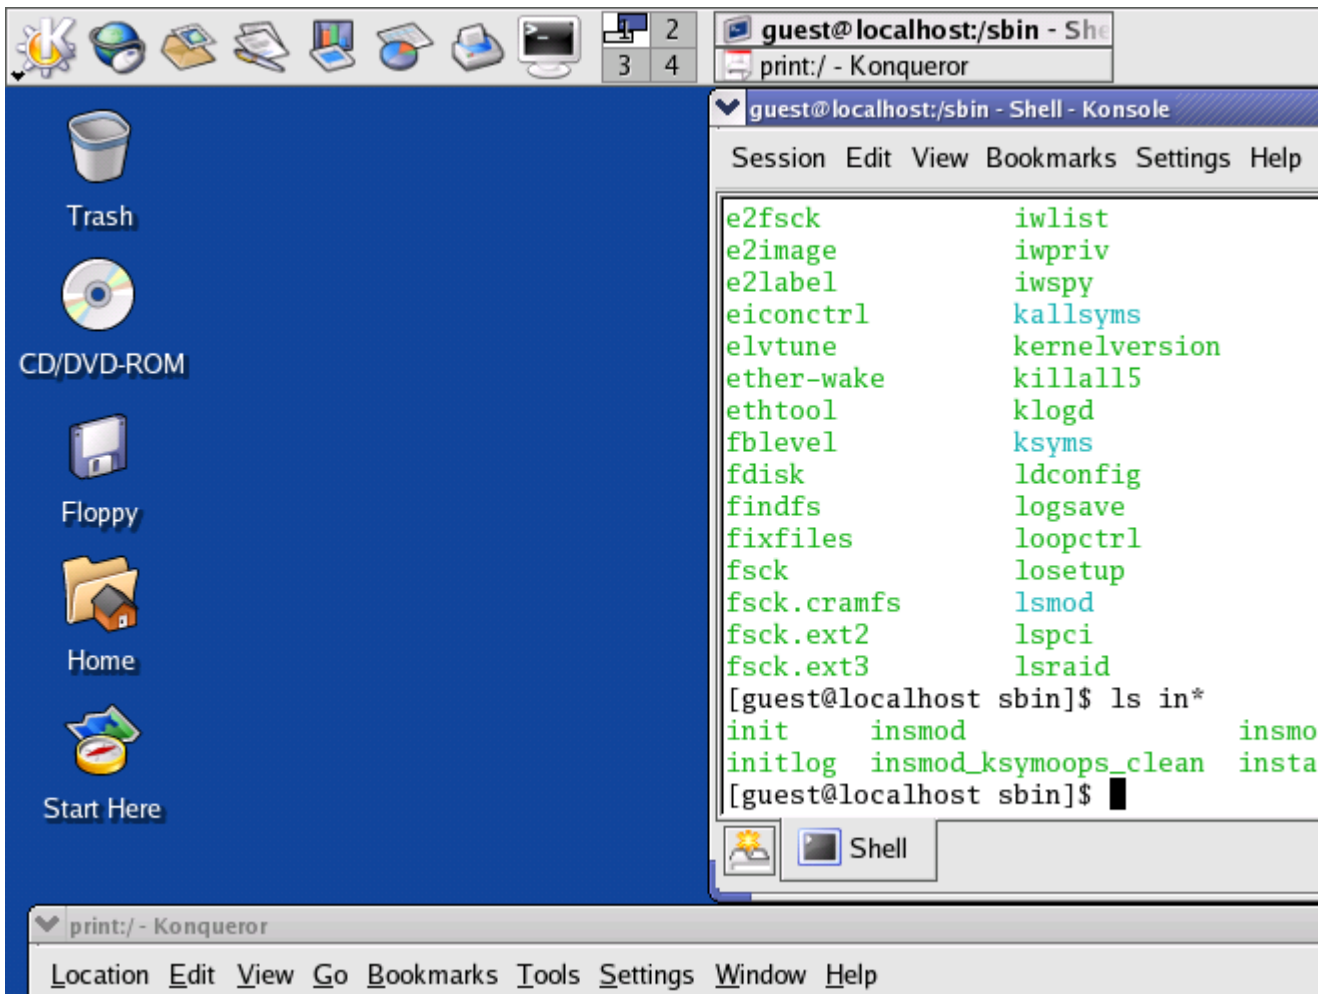 1 2
3 4
guest@localhost:/sbin - She
print:/ - Konqueror
guest@localhost:/sbin - Shell - Konsole
Session Edit View Bookmarks Settings Help
Trash
CD/DVD-ROM
Floppy
Home
Start Here
e2fsck iwlist
e2image iwpriv
e2label iwspy
eiconctrl kallsyms
elvtune kernelversion
ether-wake killall5
ethtool klogd
fblevel ksyms
fdisk ldconfig
findfs logsave
fixfiles loopctrl
fsck losetup
fsck.cramfs lsmod
fsck.ext2 lspci
fsck.ext3 lsraid
[guest@localhost sbin]$ ls in*
init insmod insmo
initlog insmod_ksymoops_clean insta
[guest@localhost sbin]$
Shell
print:/ - Konqueror
Location Edit View Go Bookmarks Tools Settings Window Help